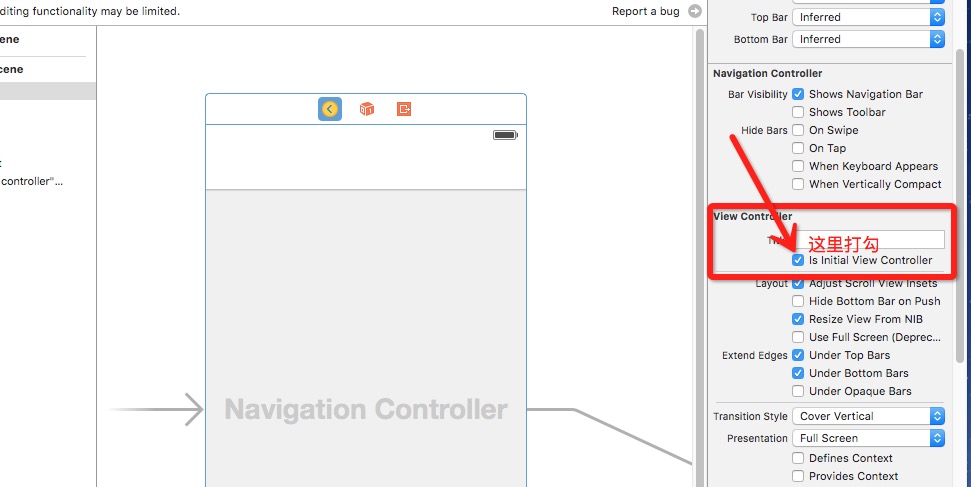 diting functionality may be limited.
Report a bug
ene
cene
t
controller"...
Navigation Controller
Top Bar Inferred
Bottom Bar Inferred
Navigation Controller
Bar Visibility Shows Navigation Bar
Shows Toolbar
Hide Bars On Swipe
On Tap
When Keyboard Appears
When Vertically Compact
View Controller
这里打勾
Is Initial View Controller
Layout Adjust Scroll View Insets
Hide Bottom Bar on Push
Resize View From NIB
Use Full Screen (Deprec...
Extend Edges Under Top Bars
Under Bottom Bars
Under Opaque Bars
Transition Style Cover Vertical
Presentation Full Screen
Defines Context
Provides Context